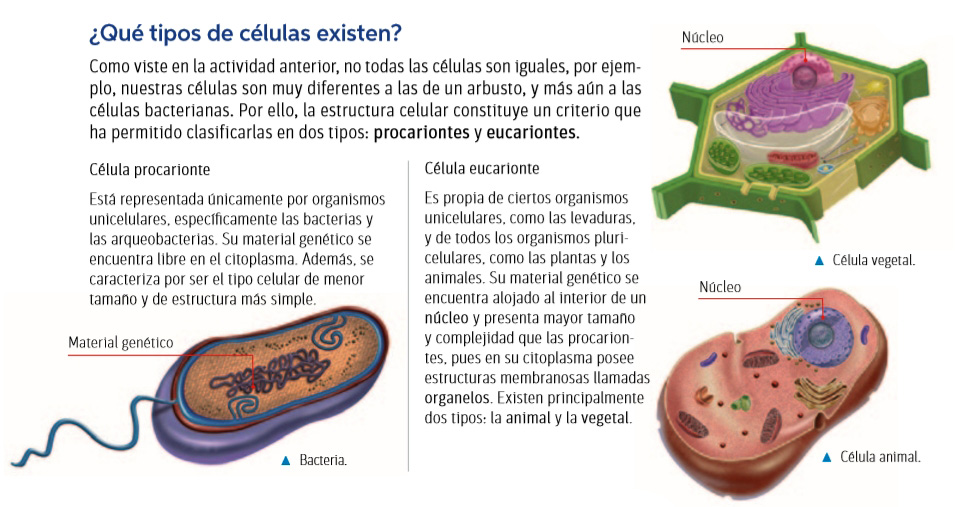 ¿Qué tipos de células existen?
Como viste en la actividad anterior, no todas las células son iguales, por ejem-
plo, nuestras células son muy diferentes a las de un arbusto, y más aún a las
células bacterianas. Por ello, la estructura celular constituye un criterio que
ha permitido clasificarlas en dos tipos: procariontes y eucariontes.
Célula procarionte
Está representada únicamente por organismos
unicelulares, específicamente las bacterias y
las arqueobacterias. Su material genético se
encuentra libre en el citoplasma. Además, se
caracteriza por ser el tipo celular de menor
tamaño y de estructura más simple.
Material genético
▲ Bacteria.
Célula eucarionte
Es propia de ciertos organismos
unicelulares, como las levaduras,
y de todos los organismos pluri-
celulares, como las plantas y los
animales. Su material genético se
encuentra alojado al interior de un
núcleo y presenta mayor tamaño
y complejidad que las procarion-
tes, pues en su citoplasma posee
estructuras membranosas llamadas
organelos. Existen principalmente
dos tipos: la animal y la vegetal.
Núcleo
▲ Célula vegetal.
Núcleo
▲ Célula animal.